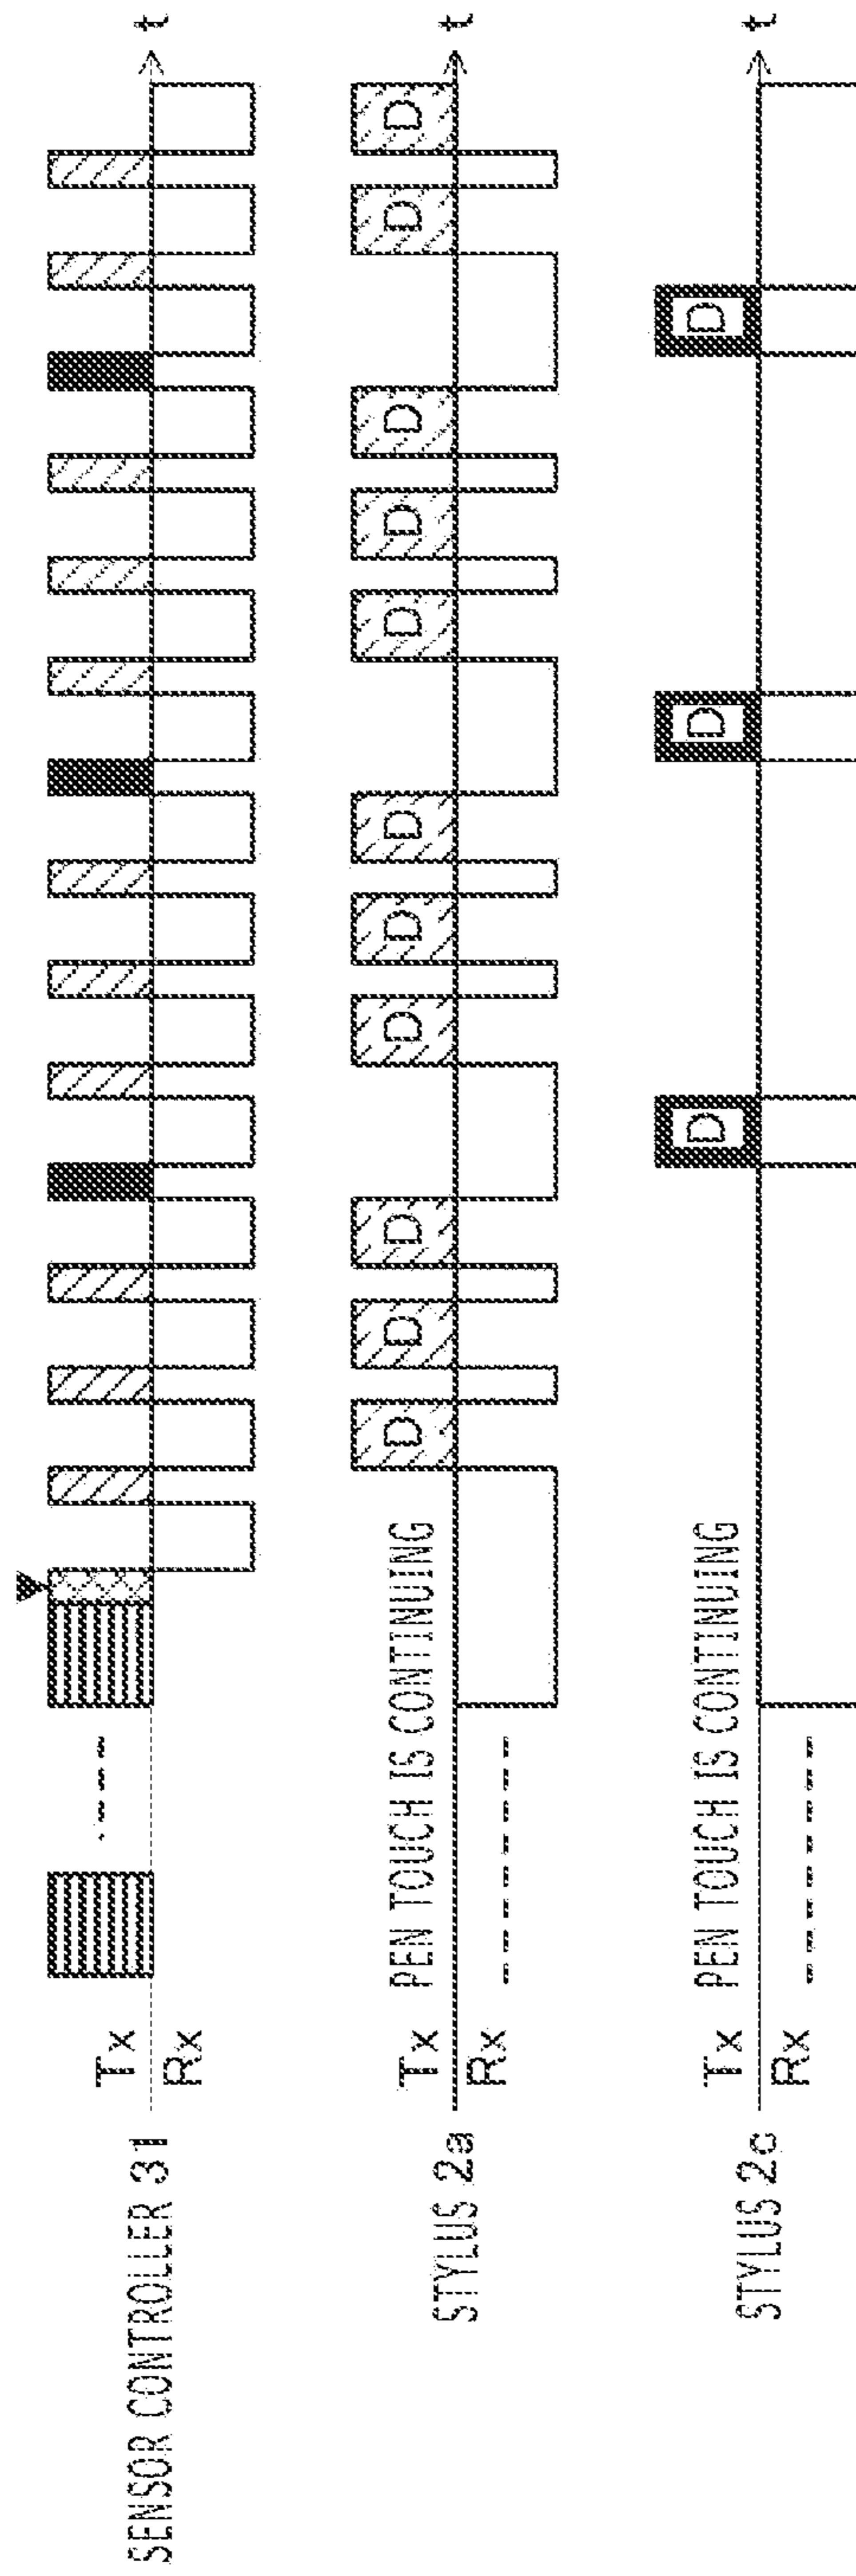 SENSOR CONTROLLER 31
Tx
Rx
t
STYLUS 2a
Tx
Rx
PEN TOUCH IS CONTINUING
D D D D D D D D D D D
t
STYLUS 2c
Tx
Rx
PEN TOUCH IS CONTINUING
D D D
t